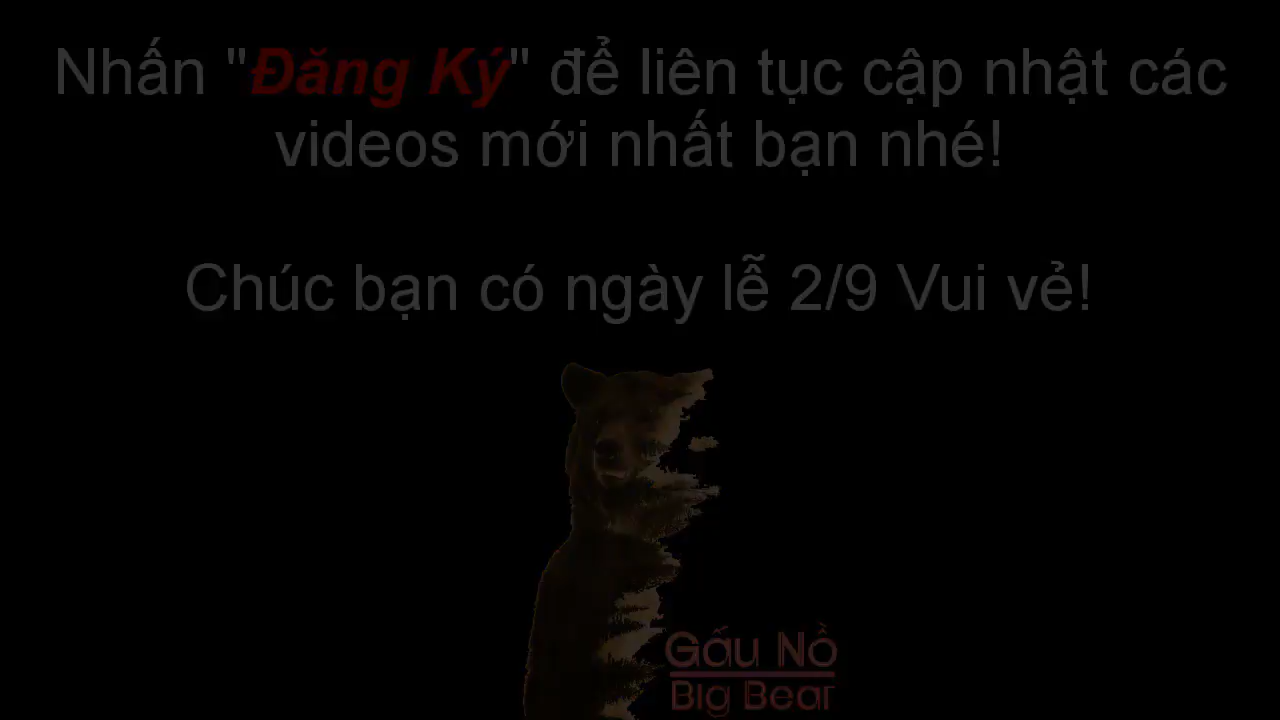 Nhấn "Đăng Ký" để liên tục cập nhật các
videos mới nhất bạn nhé!
Chúc bạn có ngày lễ 2/9 Vui vẻ!
Gấu Nồ
Big Bear